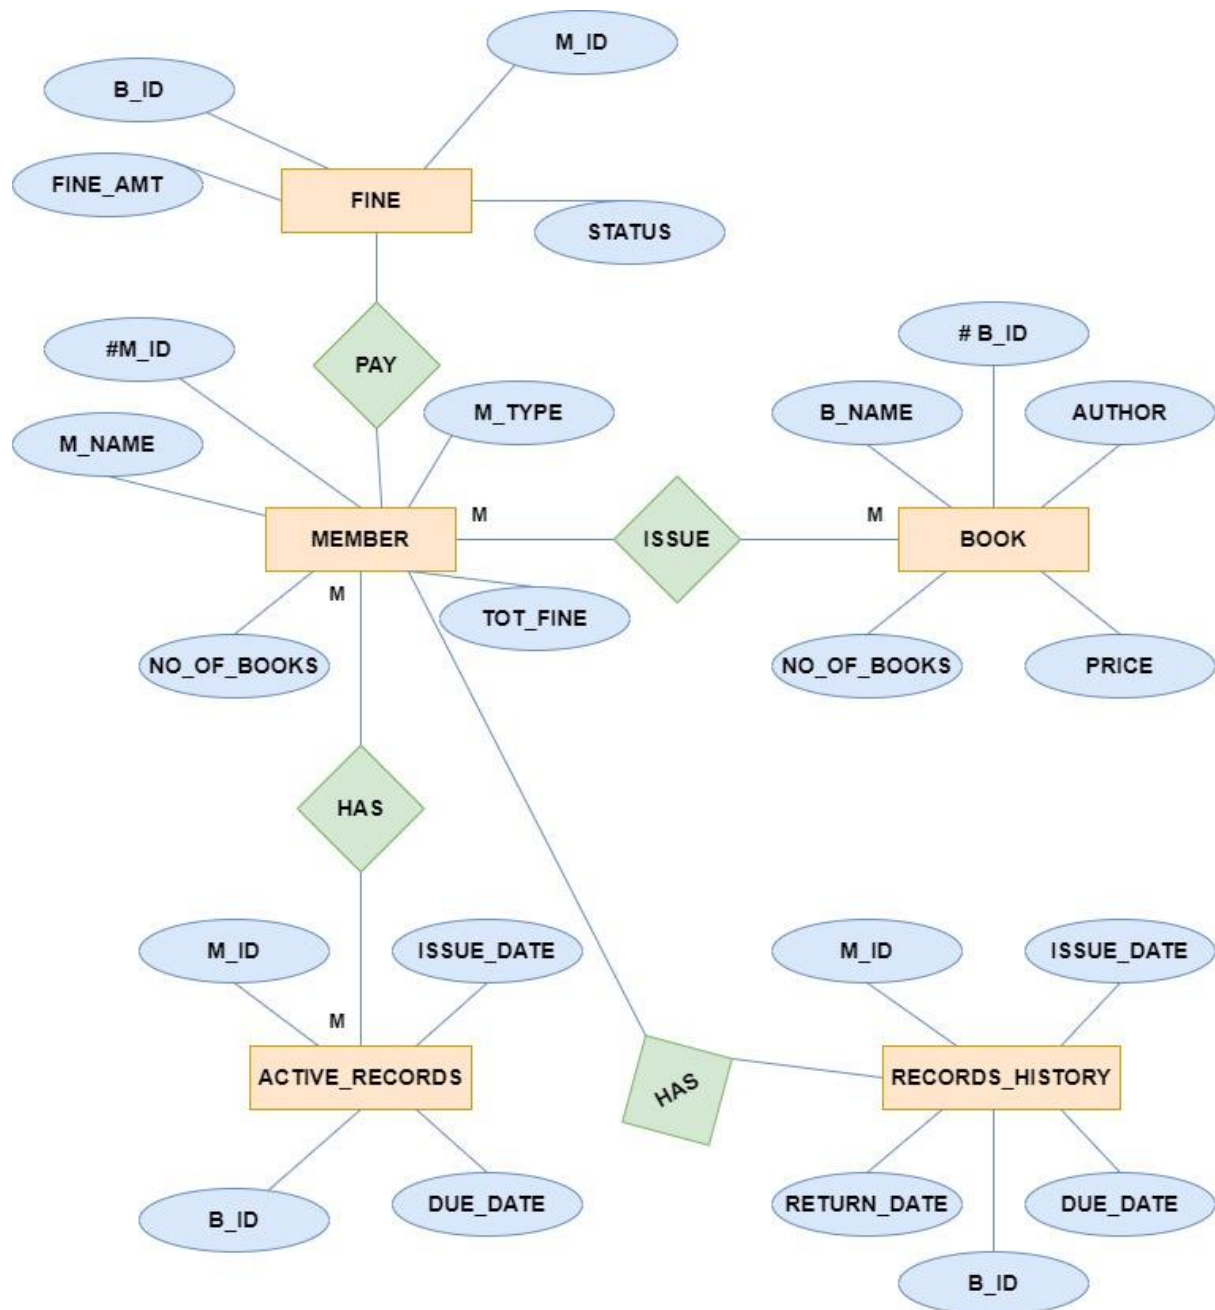 M_ID
B_ID
FINE_AMT
FINE
STATUS
#M_ID
PAY
M_TYPE
M_NAME
# B_ID
B_NAME
AUTHOR
M
M
MEMBER
ISSUE
BOOK
M
TOT_FINE
NO_OF_BOOKS
NO_OF_BOOKS
PRICE
HAS
M_ID
ISSUE_DATE
M_ID
ISSUE_DATE
M
ACTIVE_RECORDS
HAS
RECORDS_HISTORY
B_ID
DUE_DATE
RETURN_DATE
DUE_DATE
B_ID